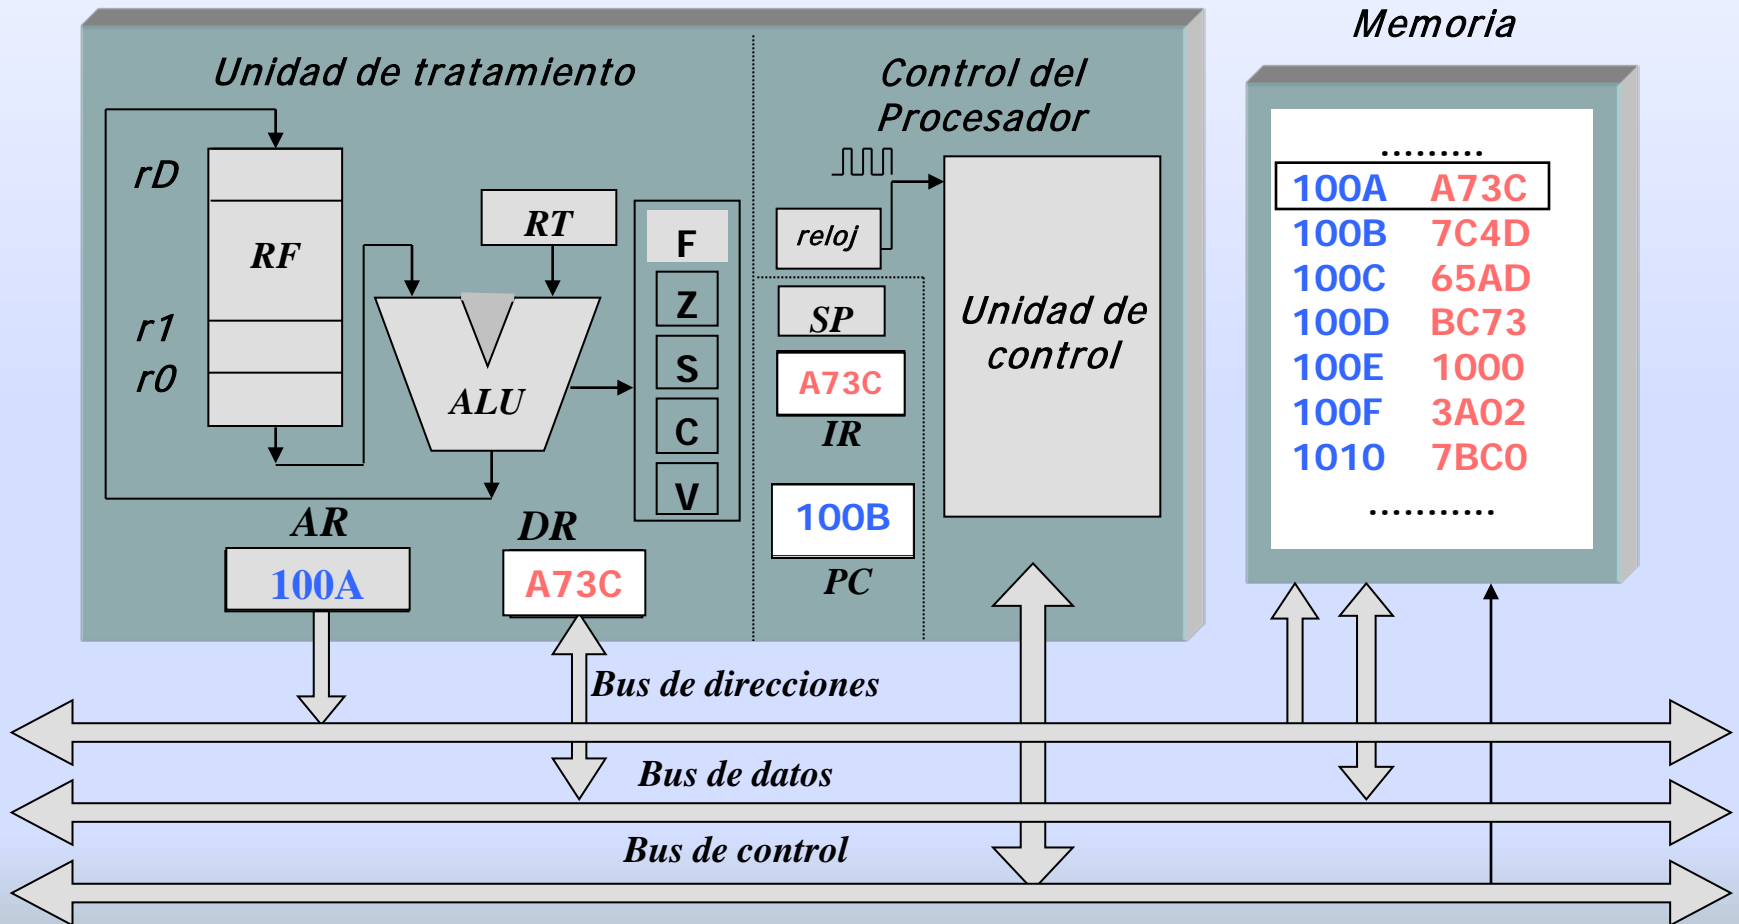 Memoria
Unidad de tratamiento
Control del
Procesador
rD
RF
r1
r0
RT
ALU
F
Z
S
C
V
reloj
SP
A73C
IR
100B
PC
Unidad de
control
.........
100A A73C
100B 7C4D
100C 65AD
100D BC73
100E 1000
100F 3A02
1010 7BC0
...........
AR
100A
DR
A73C
Bus de direcciones
Bus de datos
Bus de control